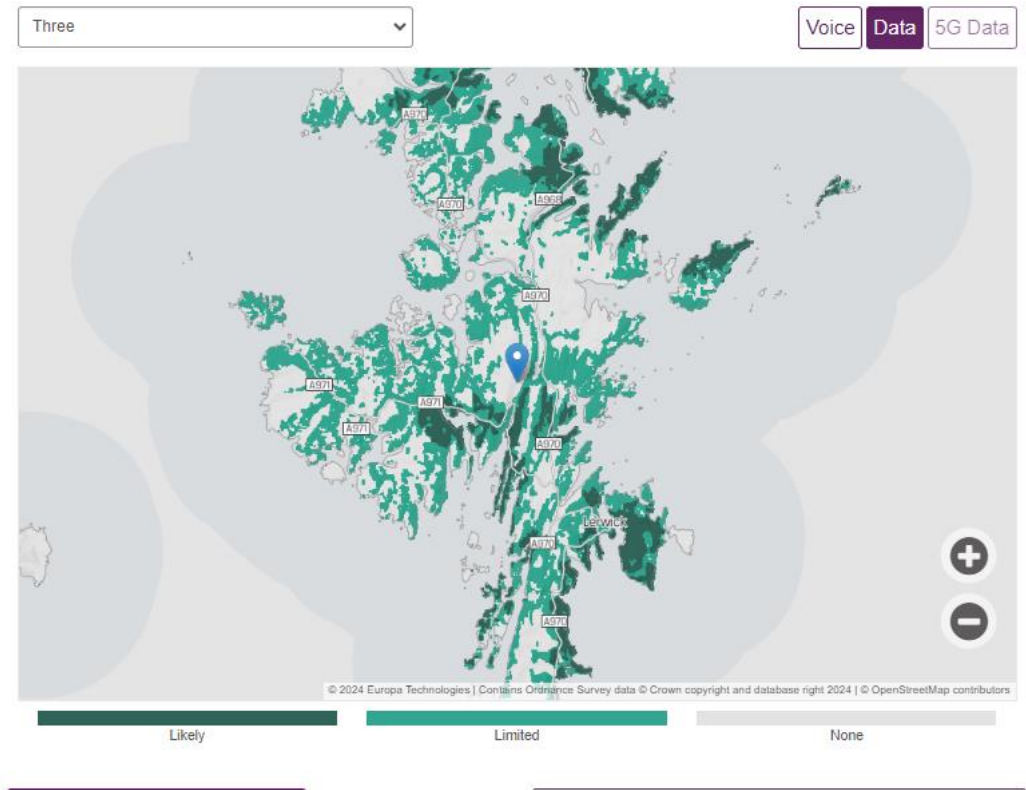 Three
Voice
Data
5G Data
A970
A970
A968
A970
A971
A971
A971
A970
Lerwick
A970
A970
© 2024 Europa Technologies | Contains Ordnance Survey data © Crown copyright and database right 2024 | © OpenStreetMap contributors
Likely
Limited
None